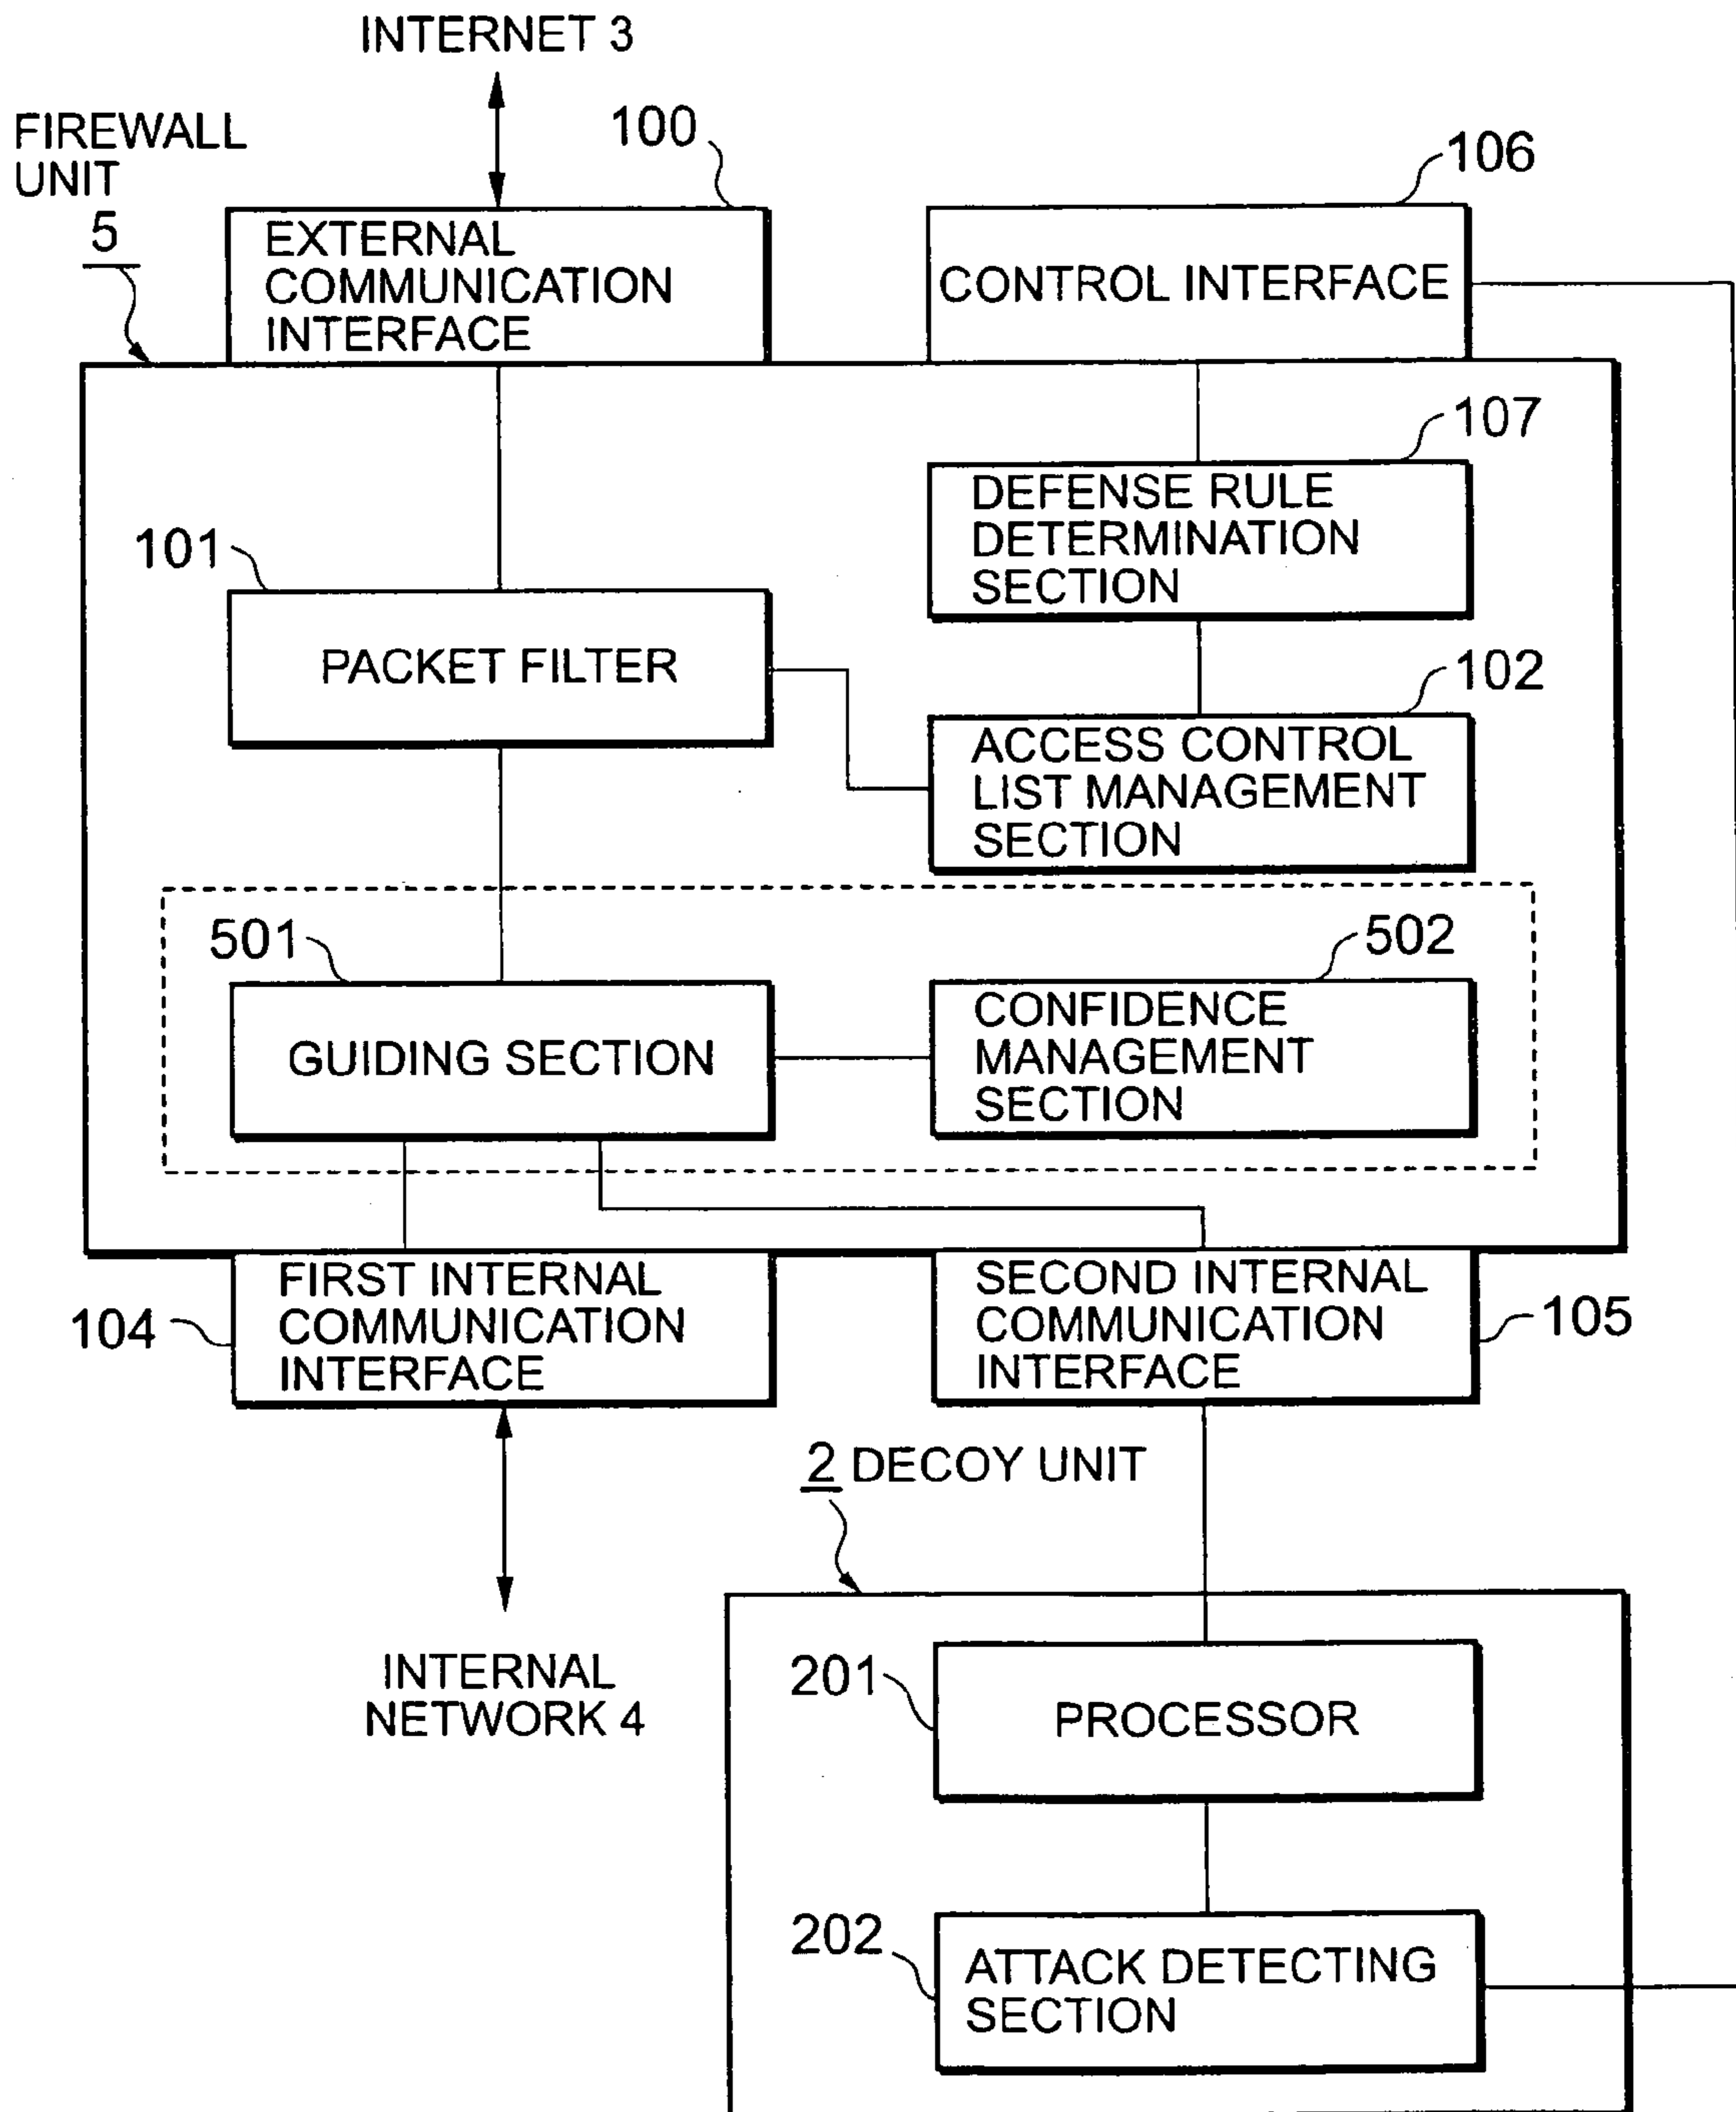 INTERNET 3
FIREWALL
UNIT
5
100
106
EXTERNAL
COMMUNICATION
INTERFACE
CONTROL INTERFACE
107
DEFENSE RULE
DETERMINATION
SECTION
101
PACKET FILTER
102
ACCESS CONTROL
LIST MANAGEMENT
SECTION
501
GUIDING SECTION
502
CONFIDENCE
MANAGEMENT
SECTION
104
FIRST INTERNAL
COMMUNICATION
INTERFACE
SECOND INTERNAL
COMMUNICATION
INTERFACE
105
2 DECOY UNIT
INTERNAL
NETWORK 4
201
PROCESSOR
202
ATTACK DETECTING
SECTION